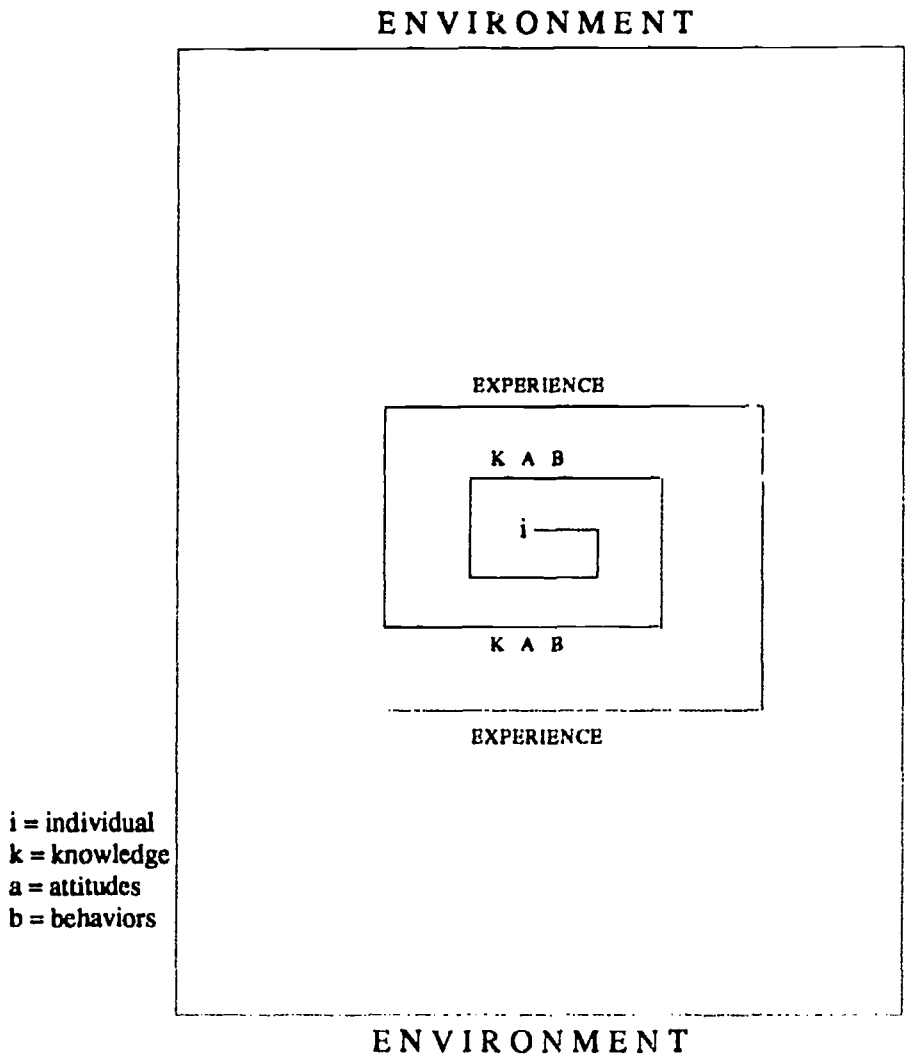 ENVIRONMENT
EXPERIENCE
K A B
i
K A B
EXPERIENCE
i = individual
k = knowledge
a = attitudes
b = behaviors
ENVIRONMENT